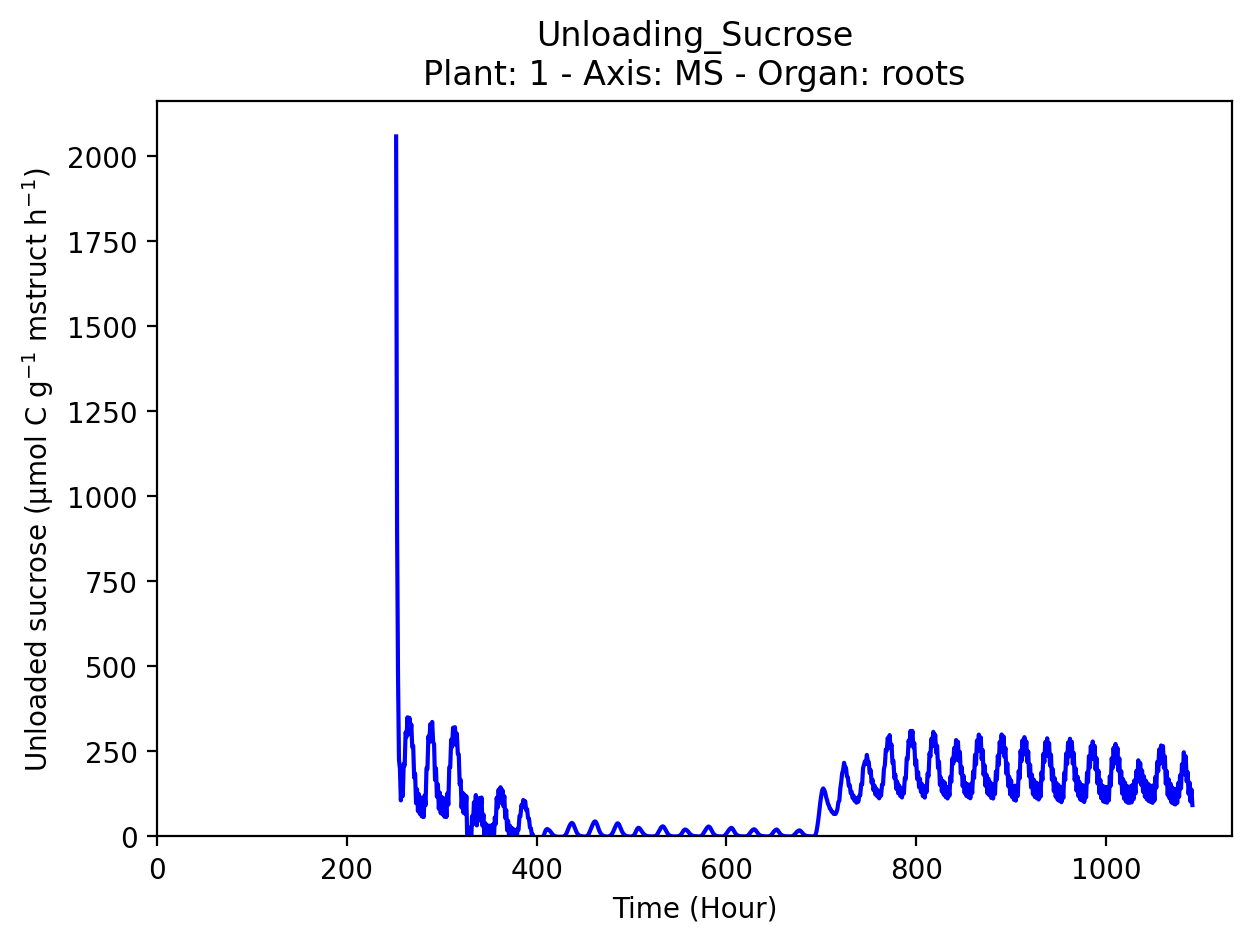 Unloading_Sucrose
Plant: 1 - Axis: MS - Organ: roots
Unloaded sucrose (µmol C g⁻¹ mstruct h⁻¹)
2000
1750
1500
1250
1000
750
500
250
0
0 200 400 600 800 1000
Time (Hour)